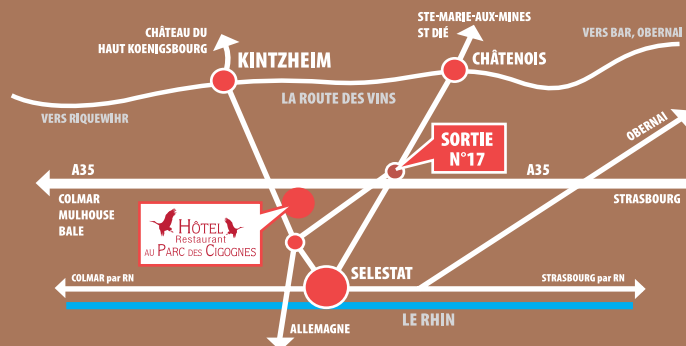 CHÂTEAU DU
HAUT KOENIGSBOURG
STE-MARIE-AUX-MINES
ST DIÉ
VERS BAR, OBERNAI
KINTZHEIM
CHÂTENOIS
LA ROUTE DES VINS
VERS RIQUEWIHR
OBERNAI
SORTIE
N°17
A35
A35
COLMAR
MULHOUSE
BALE
STRASBOURG
HÔTEL
Restaurant
AU PARC DES CIGOGNES
SELESTAT
COLMAR par RN
STRASBOURG par RN
LE RHIN
ALLEMAGNE